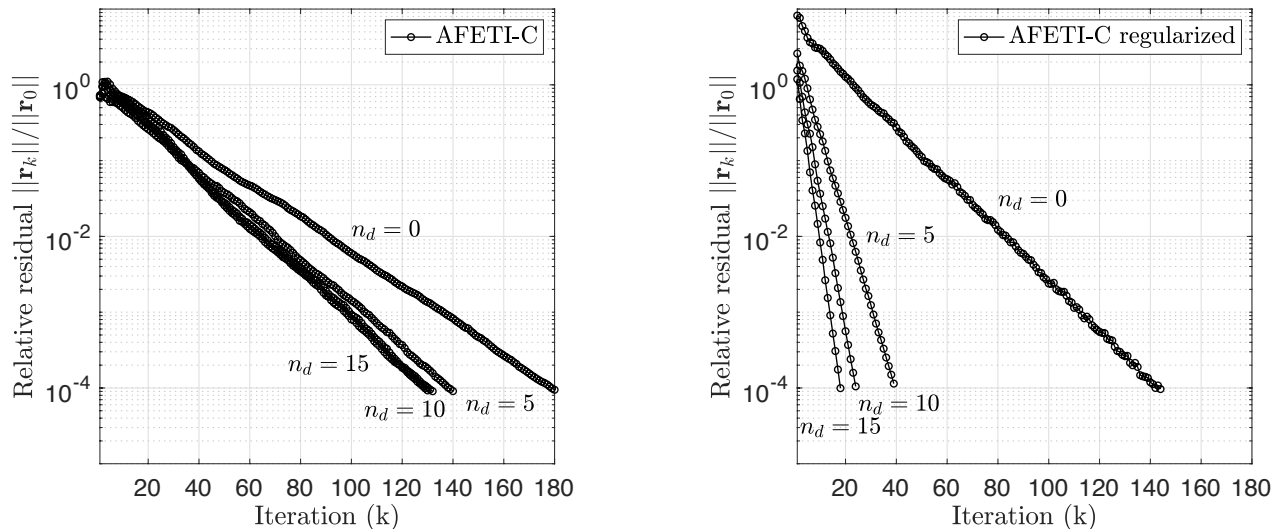 AFETI-C
Relative residual ||r_k||/||r_0||
10^0
10^-2
10^-4
n_d = 0
n_d = 15
n_d = 10
n_d = 5
20 40 60 80 100 120 140 160 180
Iteration (k)
AFETI-C regularized
Relative residual ||r_k||/||r_0||
10^0
10^-2
10^-4
n_d = 0
n_d = 5
n_d = 10
n_d = 15
20 40 60 80 100 120 140 160 180
Iteration (k)